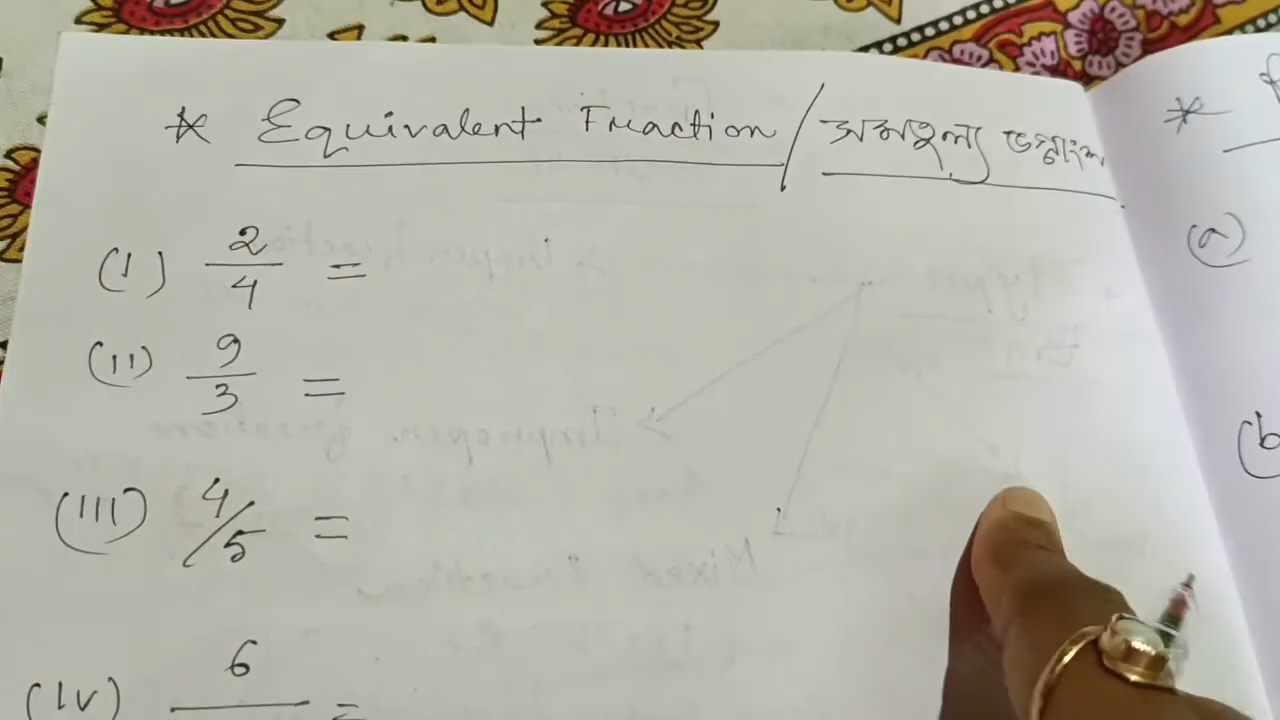 * Equivalent Fraction / সমতুল্য ভগ্নাংশ
(I) 2/4 =
(II) 9/3 =
(III) 4/5 =
(IV) 6 =
*
(a)
(b